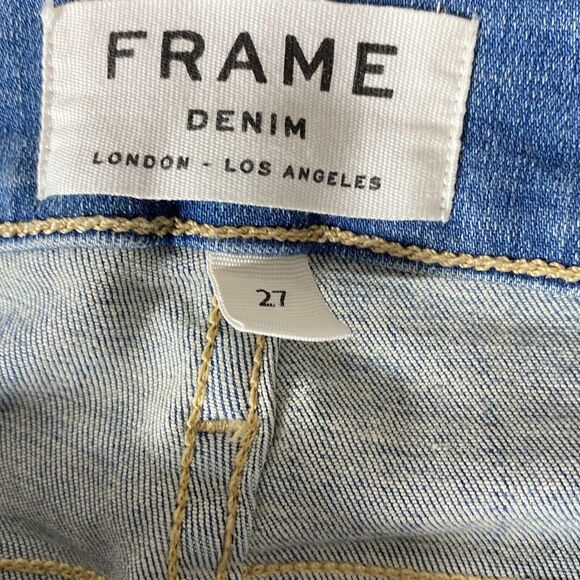 FRAME
DENIM
LONDON - LOS ANGELES
27